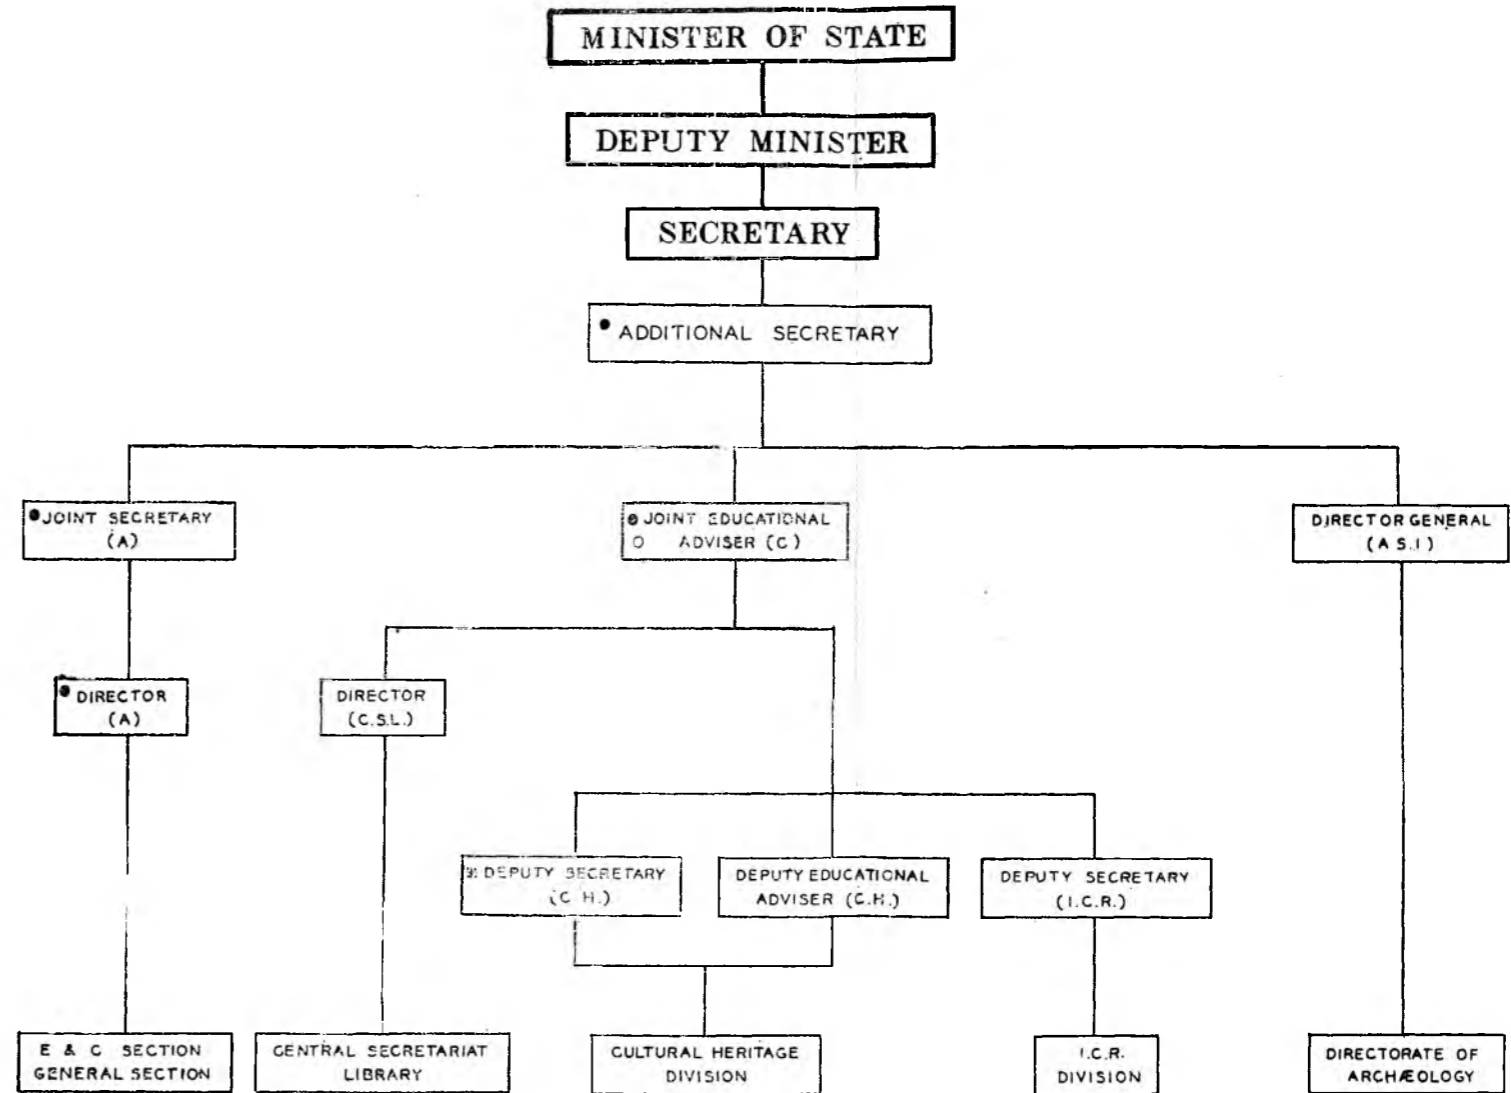 MINISTER OF STATE
DEPUTY MINISTER
SECRETARY
ADDITIONAL SECRETARY
JOINT SECRETARY
(A)
JOINT EDUCATIONAL
ADVISER (C)
DIRECTOR GENERAL
(A S.I)
DIRECTOR
(A)
DIRECTOR
(C.S.L.)
DEPUTY SECRETARY
(C H.)
DEPUTY EDUCATIONAL
ADVISER (C.H.)
DEPUTY SECRETARY
(I.C.R.)
E & C SECTION
GENERAL SECTION
CENTRAL SECRETARIAT
LIBRARY
CULTURAL HERITAGE
DIVISION
I.C.R.
DIVISION
DIRECTORATE OF
ARCHÆOLOGY